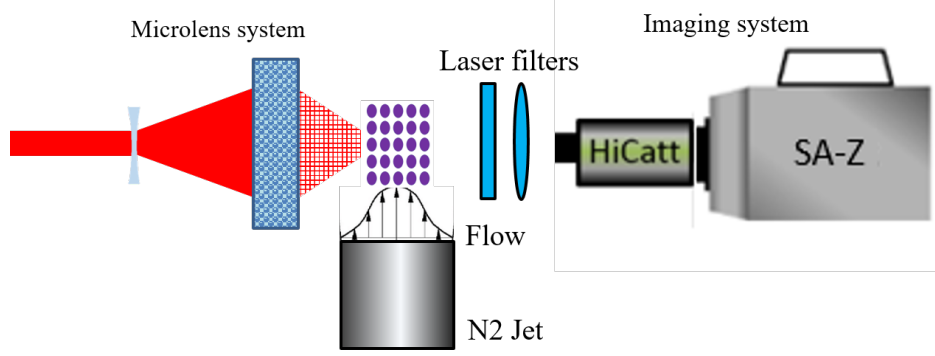 Microlens system
Imaging system
Laser filters
HiCatt
SA-Z
Flow
N2 Jet